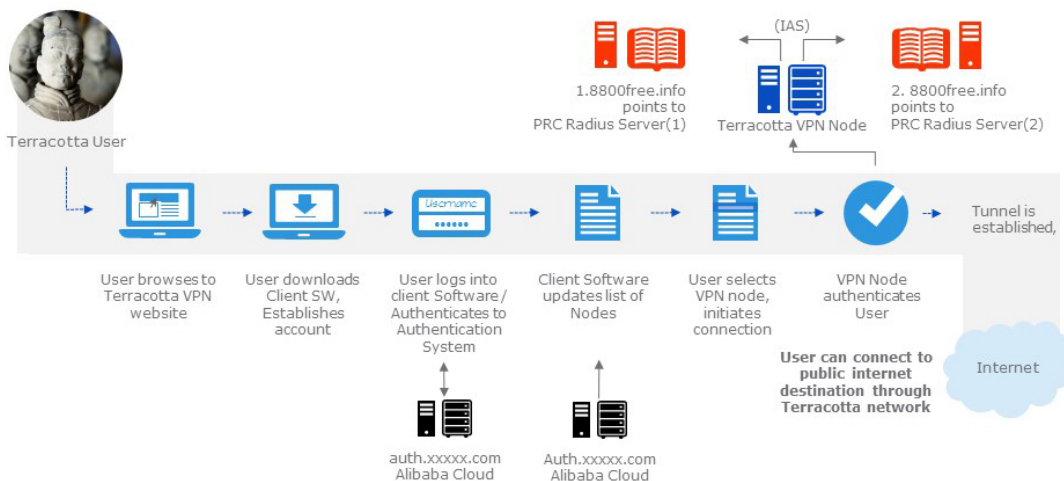 (IAS)
1.8800free.info
points to
PRC Radius Server(1)
Terracotta VPN Node
2. 8800free.info
points to
PRC Radius Server(2)
Terracotta User
Username
Tunnel is
established,
User browses to
Terracotta VPN
website
User downloads
Client SW,
Establishes
account
User logs into
client Software/
Authenticates to
Authentication
System
Client Software
updates list of
Nodes
User selects
VPN node,
initiates
connection
VPN Node
authenticates
User
User can connect to
public internet
destination through
Terracotta network
Internet
auth.xxxxx.com
Alibaba Cloud
Auth.xxxxx.com
Alibaba Cloud